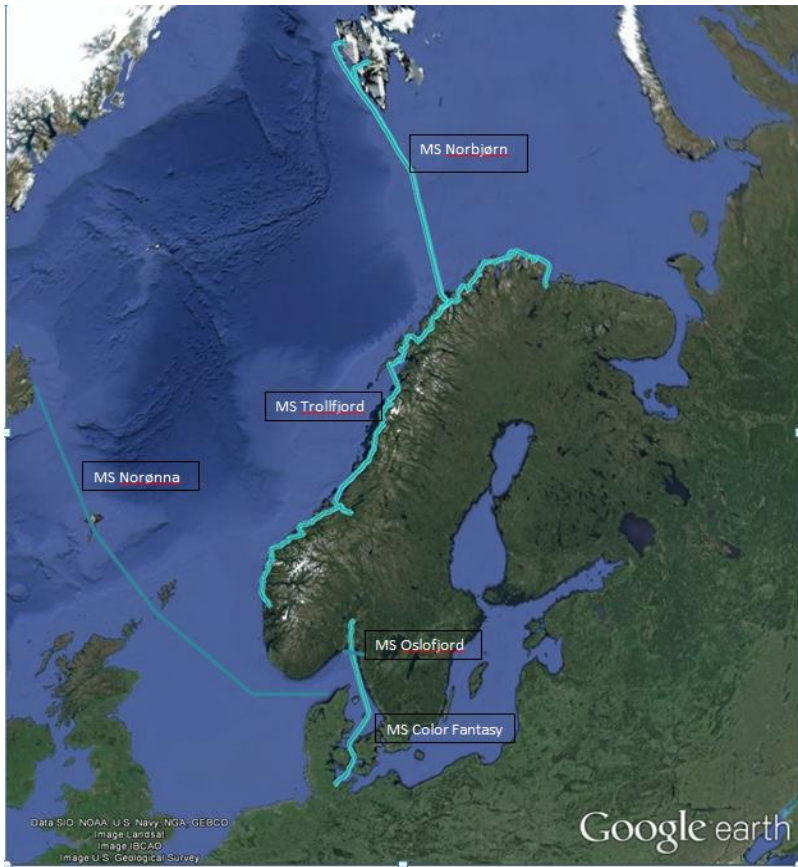 MS Norbjørn
MS Trollfjord
MS Norønna
MS Oslofjord
MS Color Fantasy
Data SIO, NOAA, U.S. Navy, NGA, GEBCO
Image Landsat
Image IBCAO
Image U.S. Geological Survey
Google earth